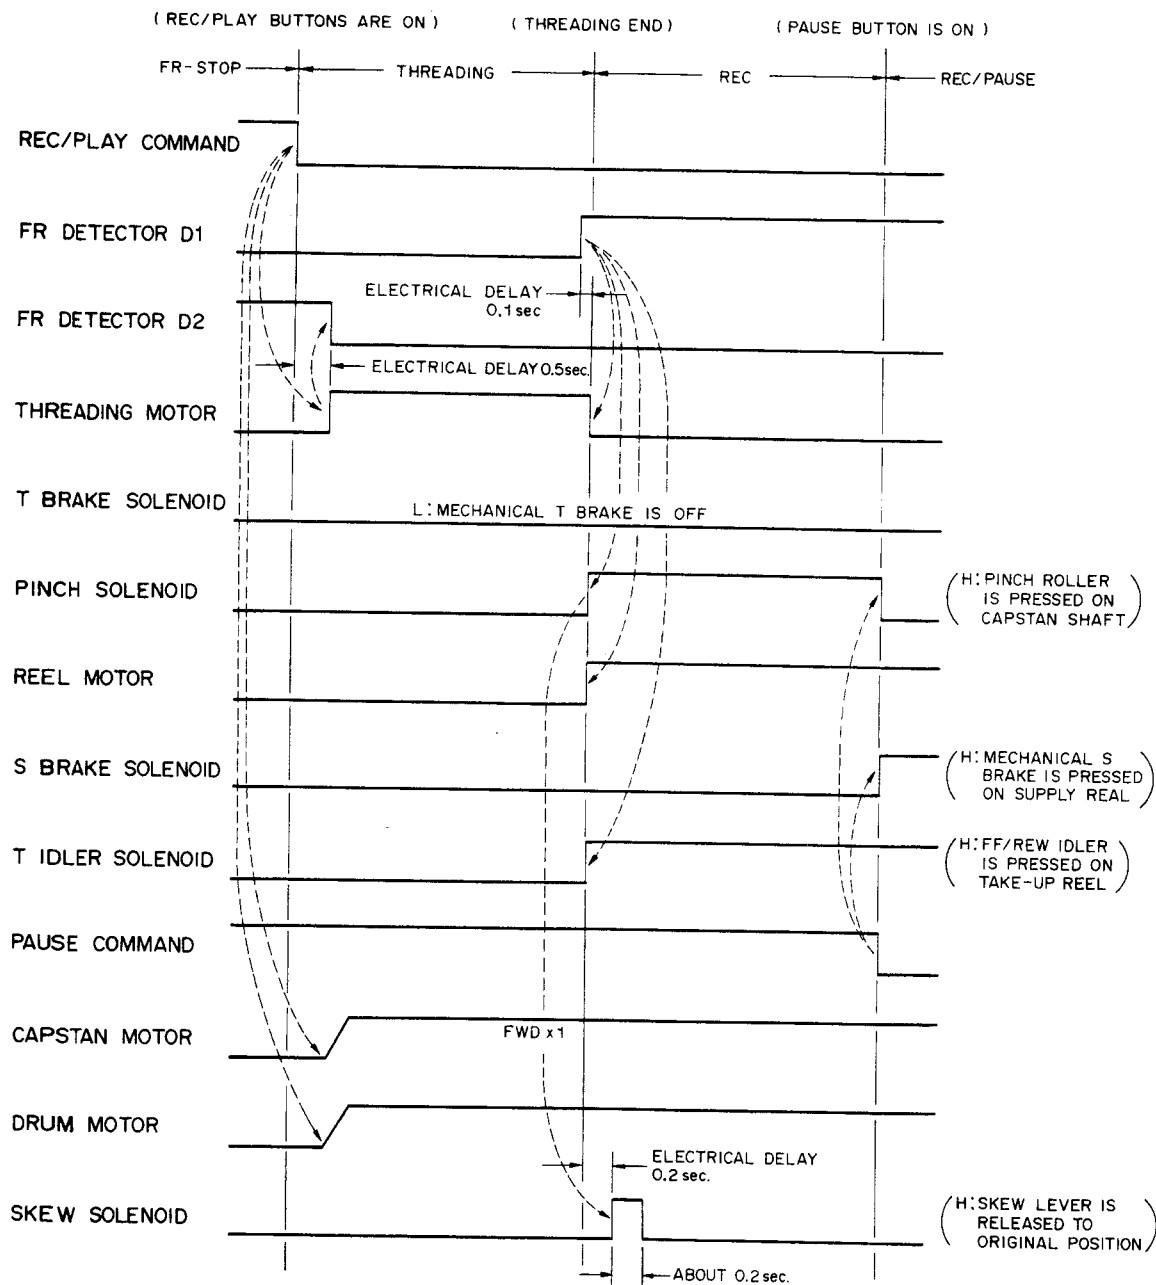 ( REC/PLAY BUTTONS ARE ON )
( THREADING END)
( PAUSE BUTTON IS ON )
FR-STOP
THREADING
REC
REC/PAUSE
REC/PLAY COMMAND
FR DETECTOR D1
ELECTRICAL DELAY
0.1 sec
FR DETECTOR D2
ELECTRICAL DELAY 0.5sec.
THREADING MOTOR
T BRAKE SOLENOID
L: MECHANICAL T BRAKE IS OFF
PINCH SOLENOID
(H: PINCH ROLLER
IS PRESSED ON
CAPSTAN SHAFT)
REEL MOTOR
S BRAKE SOLENOID
(H: MECHANICAL S
BRAKE IS PRESSED
ON SUPPLY REAL)
T IDLER SOLENOID
(H: FF/REW IDLER
IS PRESSED ON
TAKE-UP REEL)
PAUSE COMMAND
CAPSTAN MOTOR
FWD x1
DRUM MOTOR
ELECTRICAL DELAY
0.2 sec.
SKEW SOLENOID
(H: SKEW LEVER IS
RELEASED TO
ORIGINAL POSITION)
ABOUT 0.2 sec.